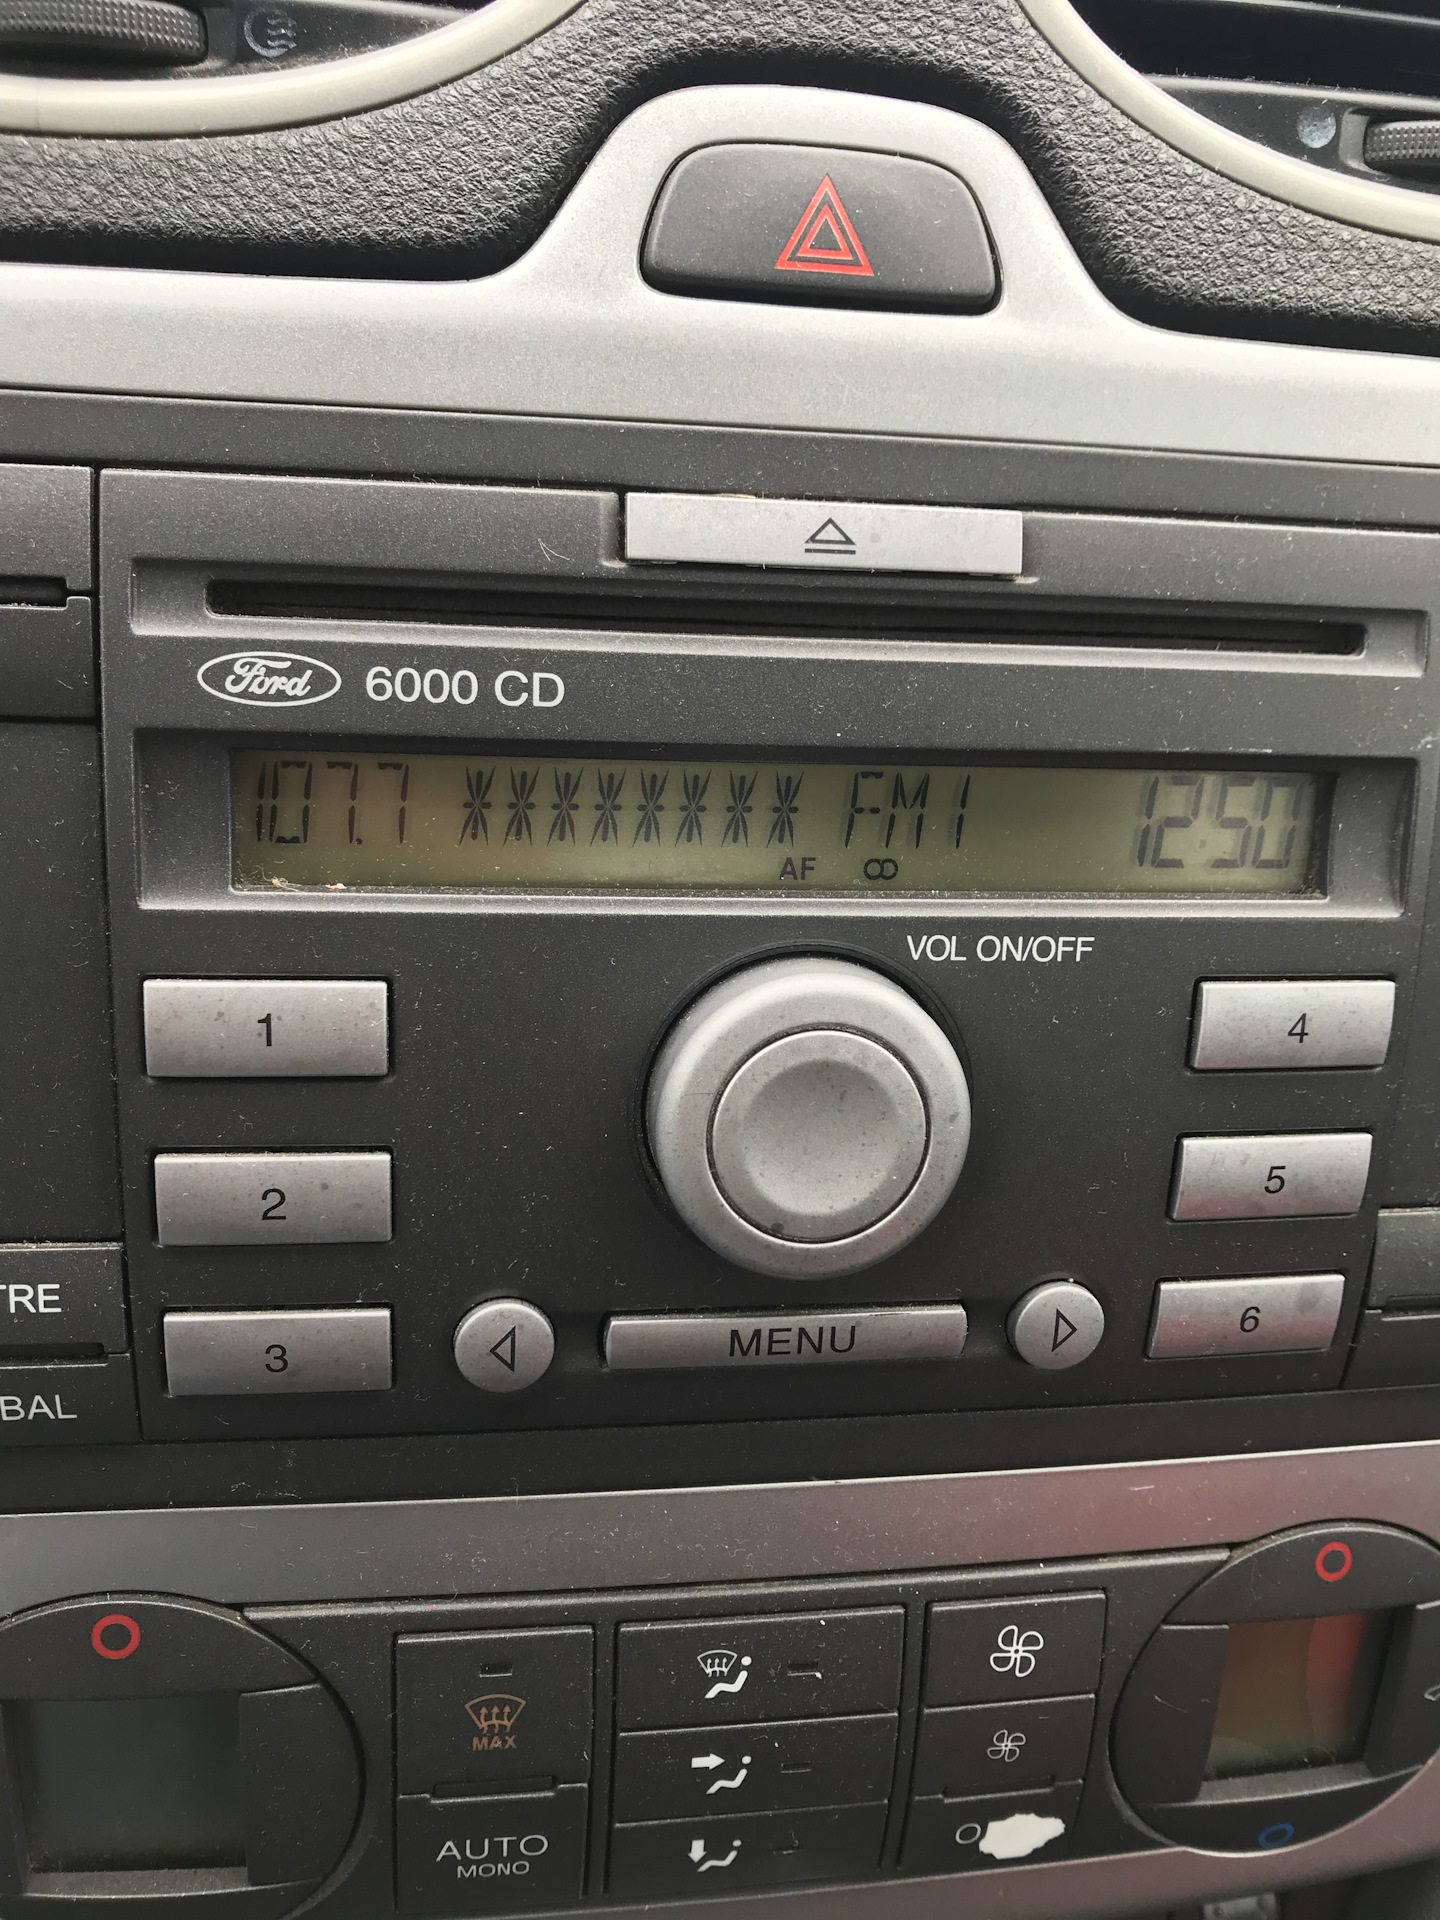 Ford 6000 CD
107.7 ******** FM1 12:50
AF
VOL ON/OFF
1
4
2
5
TRE
3
MENU
6
BAL
MAX
AUTO
MONO